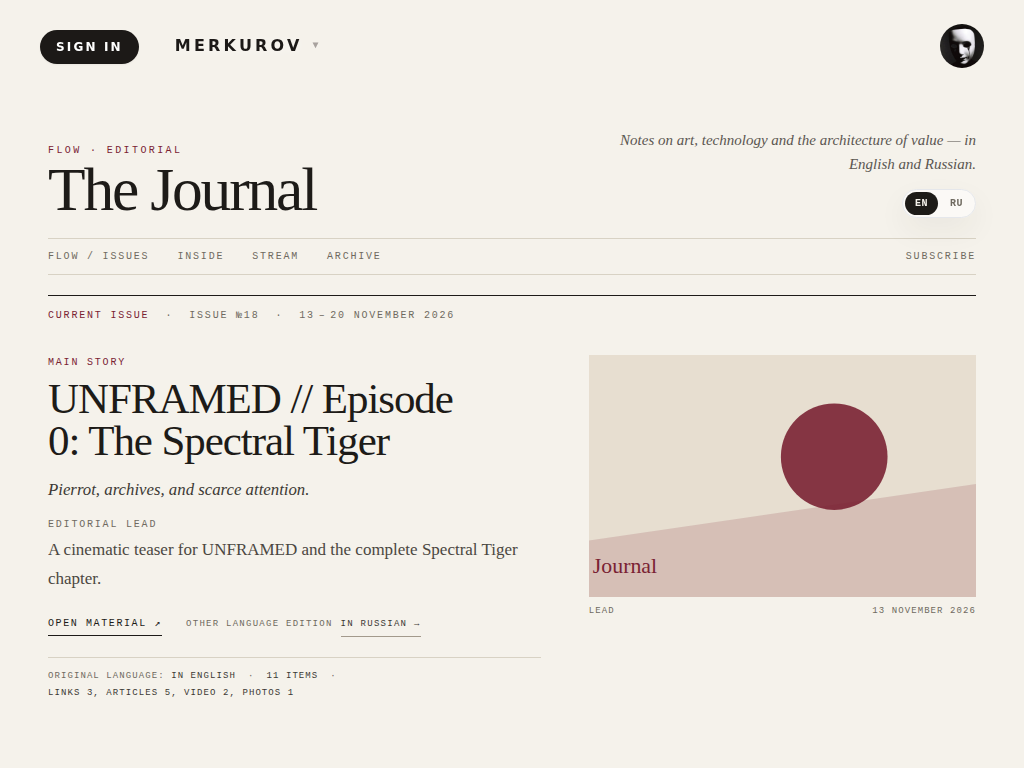 SIGN IN
MERKUROV ▼
FLOW · EDITORIAL
The Journal
Notes on art, technology and the architecture of value — in
English and Russian.
EN RU
FLOW / ISSUES INSIDE STREAM ARCHIVE SUBSCRIBE
CURRENT ISSUE · ISSUE №18 · 13 – 20 NOVEMBER 2026
MAIN STORY
UNFRAMED // Episode
0: The Spectral Tiger
Pierrot, archives, and scarce attention.
EDITORIAL LEAD
A cinematic teaser for UNFRAMED and the complete Spectral Tiger
chapter.
OPEN MATERIAL ↗ OTHER LANGUAGE EDITION IN RUSSIAN →
ORIGINAL LANGUAGE: IN ENGLISH · 11 ITEMS ·
LINKS 3, ARTICLES 5, VIDEO 2, PHOTOS 1
Journal
LEAD 13 NOVEMBER 2026